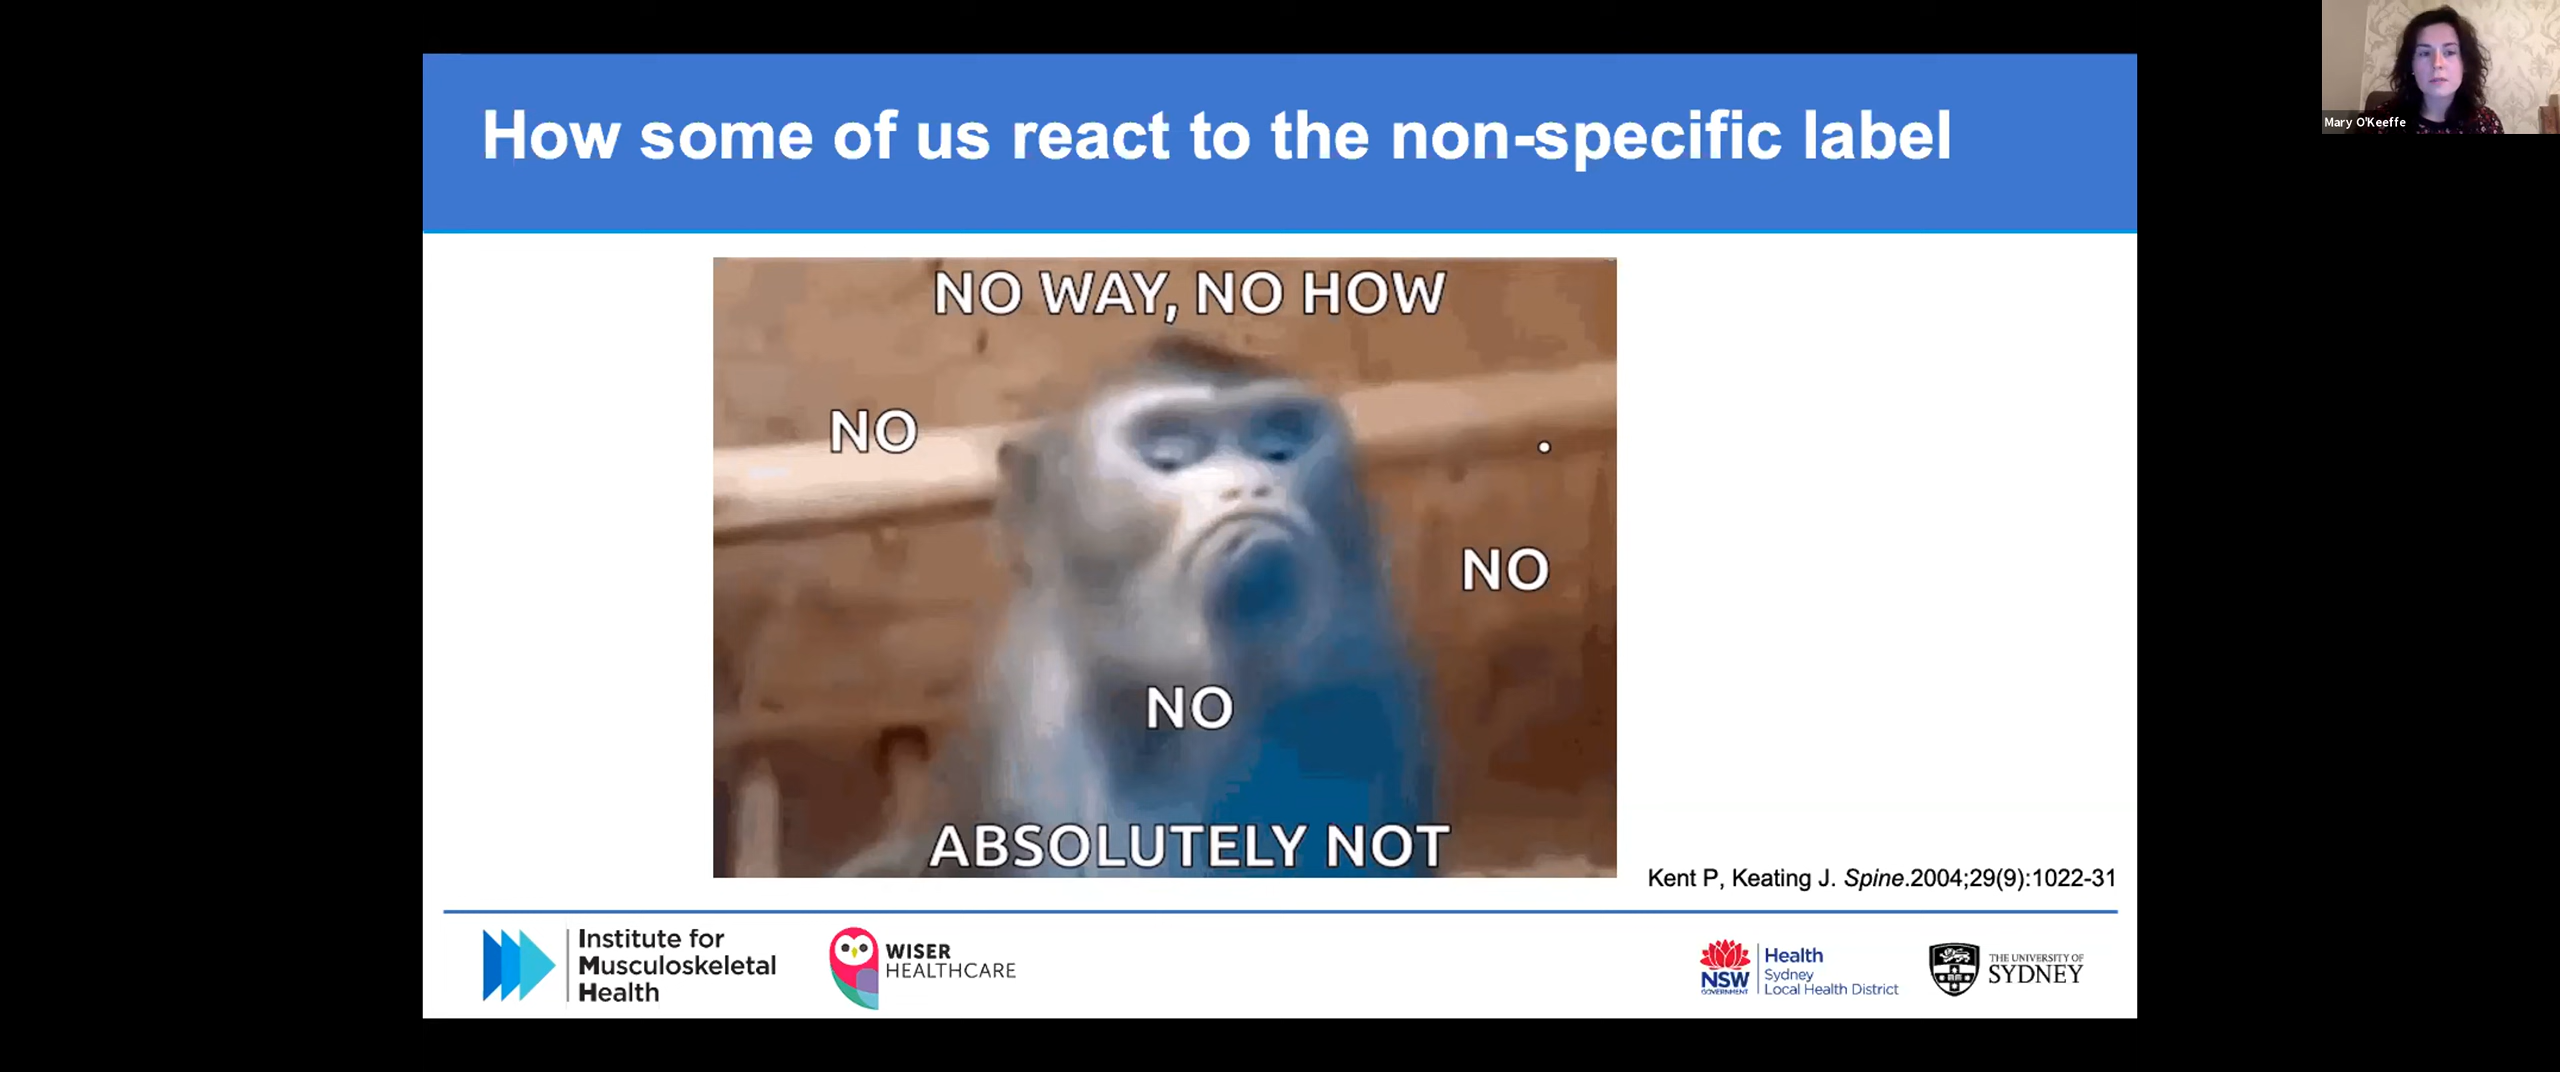 How some of us react to the non-specific label
Mary O'Keeffe
NO WAY, NO HOW
NO
.
NO
NO
ABSOLUTELY NOT
Kent P, Keating J. Spine.2004;29(9):1022-31
Institute for
Musculoskeletal
Health
WISER
HEALTHCARE
NSW
GOVERNMENT
Health
Sydney
Local Health District
THE UNIVERSITY OF
SYDNEY